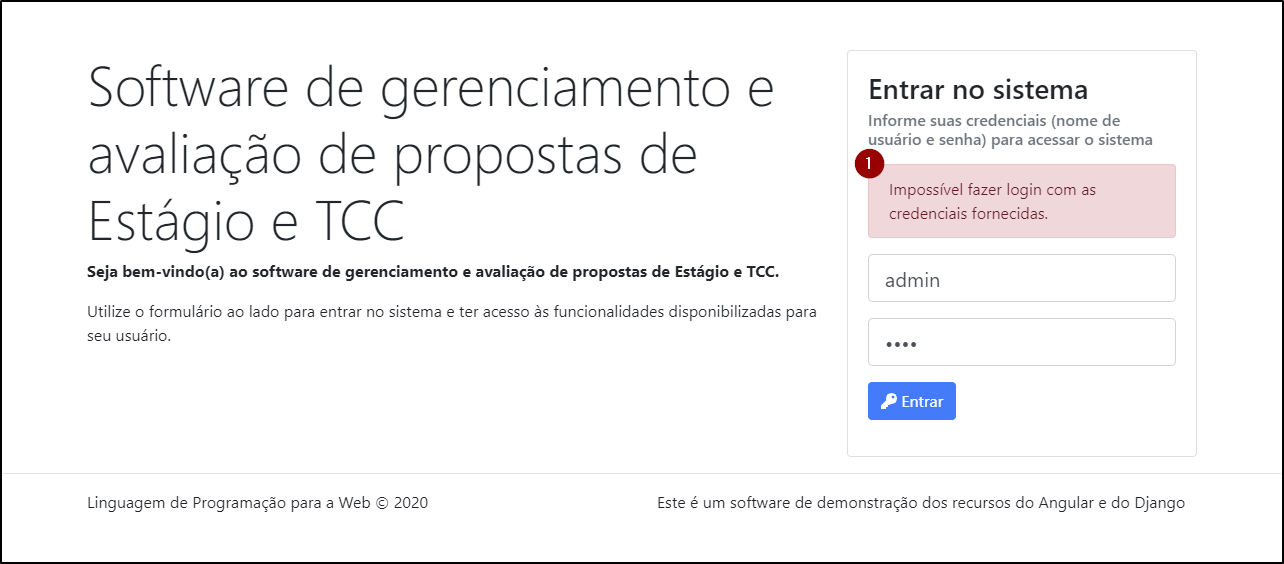 Software de gerenciamento e
avaliação de propostas de
Estágio e TCC
Seja bem-vindo(a) ao software de gerenciamento e avaliação de propostas de Estágio e TCC.
Utilize o formulário ao lado para entrar no sistema e ter acesso às funcionalidades disponibilizadas para
seu usuário.
Entrar no sistema
Informe suas credenciais (nome de
usuário e senha) para acessar o sistema
1
Impossível fazer login com as
credenciais fornecidas.
admin
••••
Entrar
Linguagem de Programação para a Web © 2020
Este é um software de demonstração dos recursos do Angular e do Django